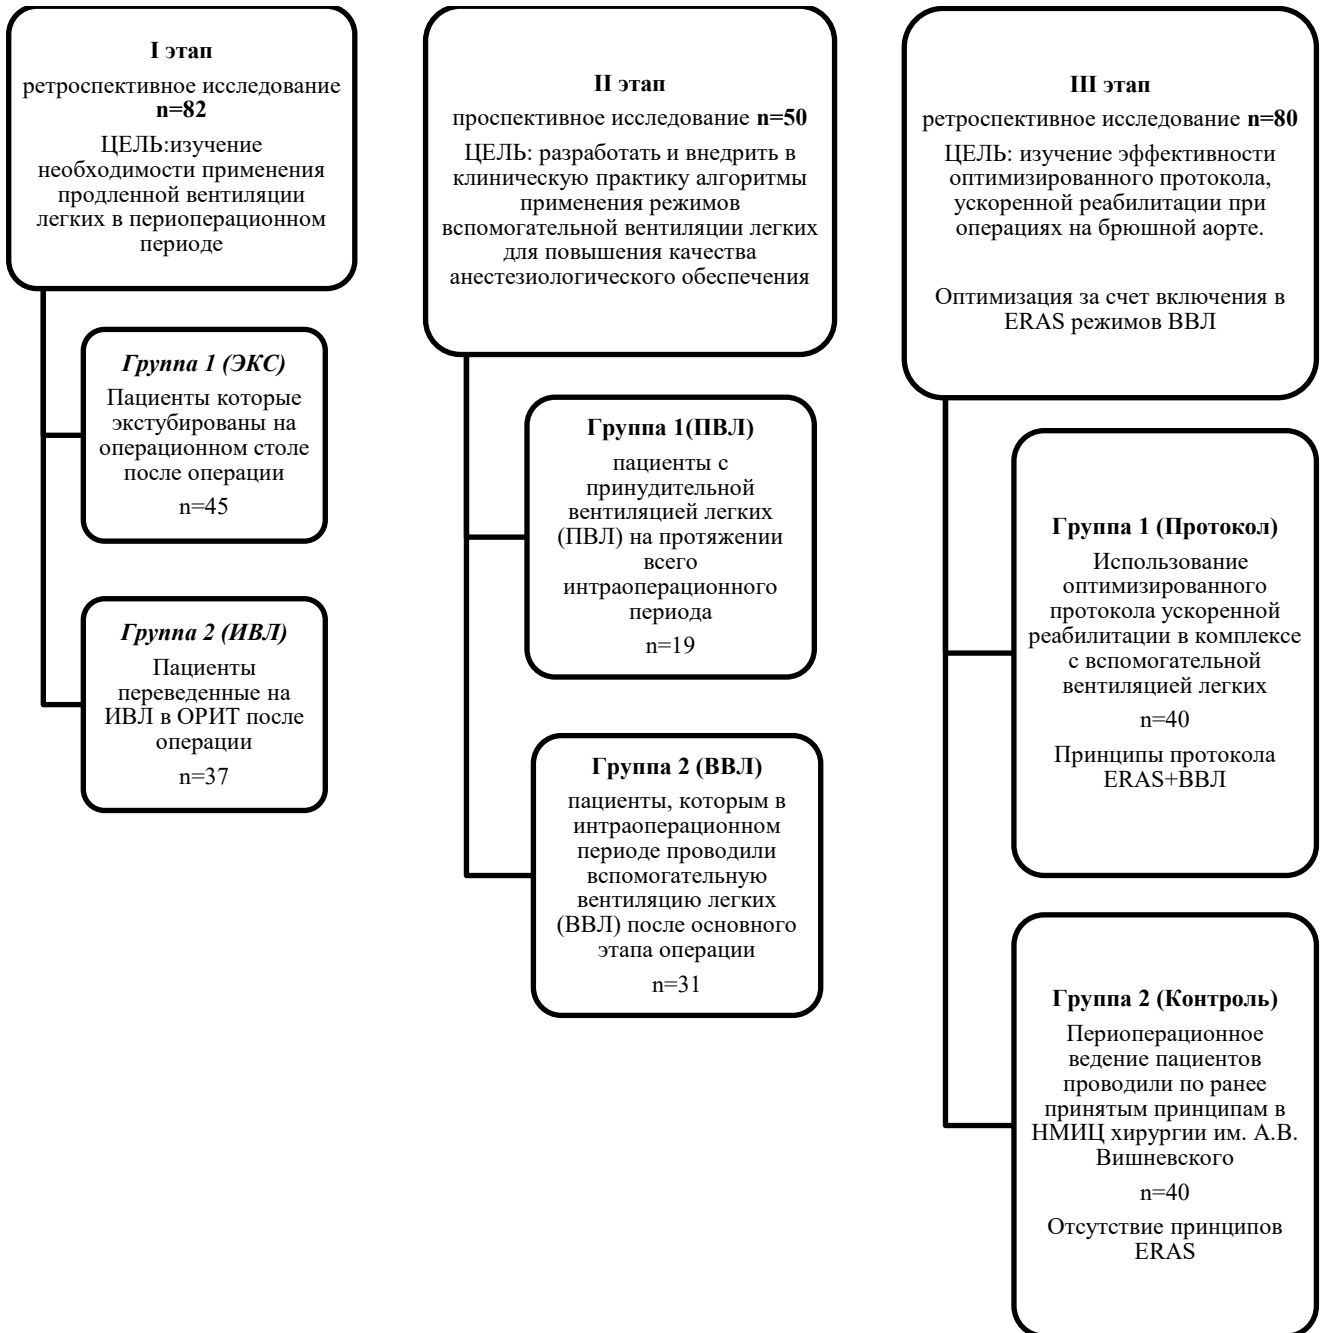 I этап
ретроспективное исследование
n=82
ЦЕЛЬ:изучение
необходимости применения
продленной вентиляции
легких в периоперационном
периоде
Группа 1 (ЭКС)
Пациенты которые
экстубированы на
операционном столе
после операции
n=45
Группа 2 (ИВЛ)
Пациенты
переведенные на
ИВЛ в ОРИТ после
операции
n=37
II этап
проспективное исследование n=50
ЦЕЛЬ: разработать и внедрить в
клиническую практику алгоритмы
применения режимов
вспомогательной вентиляции легких
для повышения качества
анестезиологического обеспечения
Группа 1(ПВЛ)
пациенты с
принудительной
вентиляцией легких
(ПВЛ) на протяжении
всего
интраоперационного
периода
n=19
Группа 2 (ВВЛ)
пациенты, которым в
интраоперационном
периоде проводили
вспомогательную
вентиляцию легких
(ВВЛ) после основного
этапа операции
n=31
III этап
ретроспективное исследование n=80
ЦЕЛЬ: изучение эффективности
оптимизированного протокола,
ускоренной реабилитации при
операциях на брюшной аорте.
Оптимизация за счет включения в
ERAS режимов ВВЛ
Группа 1 (Протокол)
Использование
оптимизированного
протокола ускоренной
реабилитации в комплексе
с вспомогательной
вентиляцией легких
n=40
Принципы протокола
ERAS+ВВЛ
Группа 2 (Контроль)
Периоперационное
ведение пациентов
проводили по ранее
принятым принципам в
НМИЦ хирургии им. А.В.
Вишневского
n=40
Отсутствие принципов
ERAS